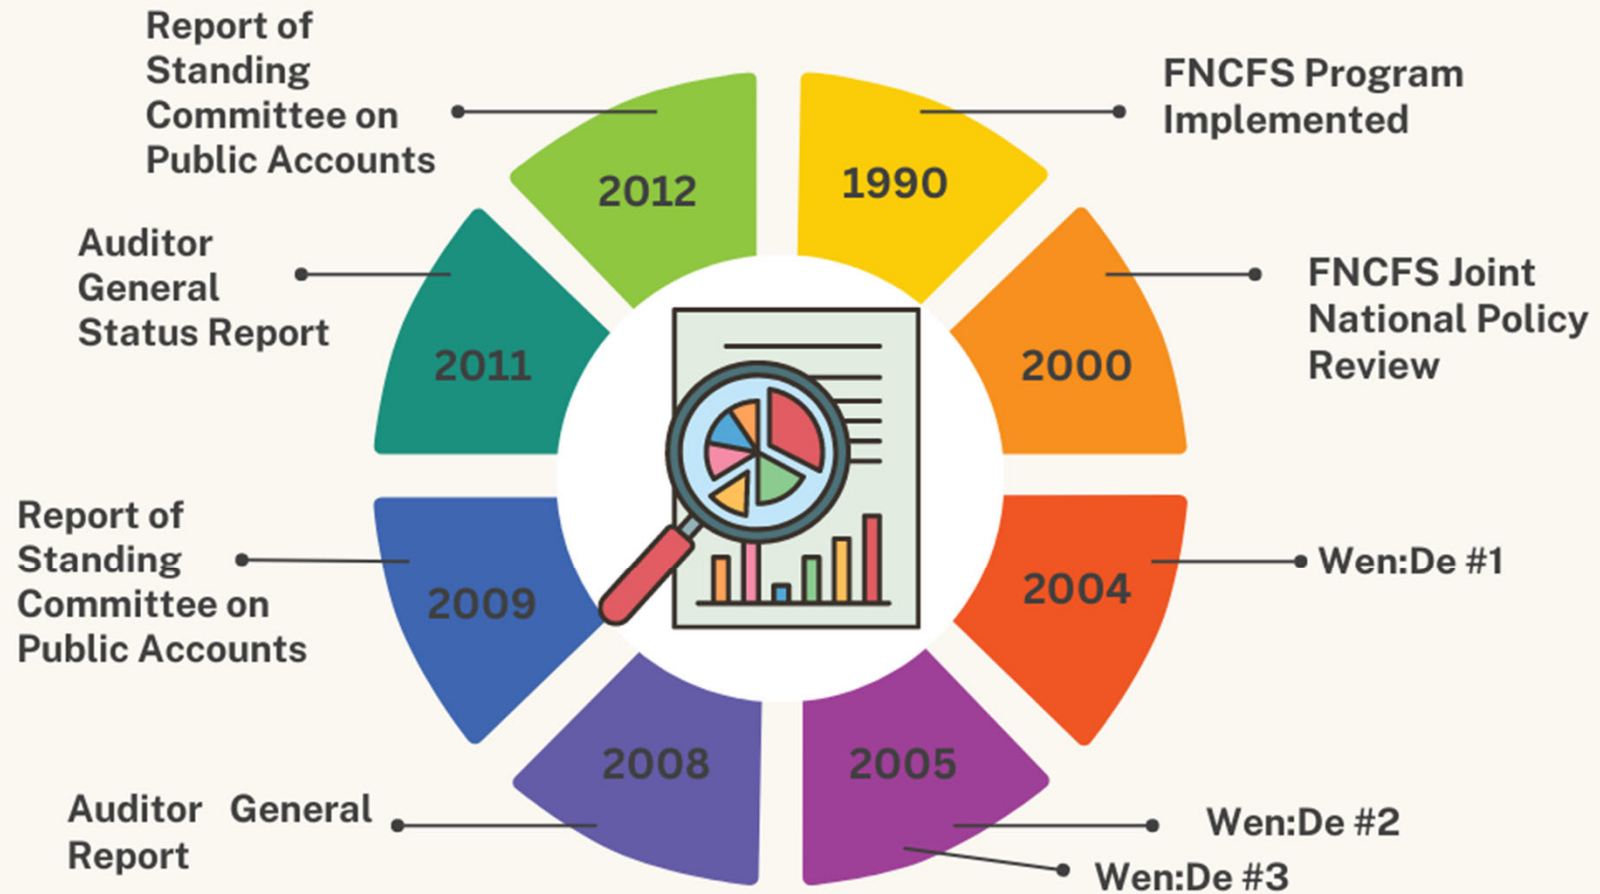 1990
FNCFS Program
Implemented
2000
FNCFS Joint
National Policy
Review
2004
Wen:De #1
2005
Wen:De #2
Wen:De #3
2008
Auditor General
Report
2009
Report of
Standing
Committee on
Public Accounts
2011
Auditor
General
Status Report
2012
Report of
Standing
Committee on
Public Accounts